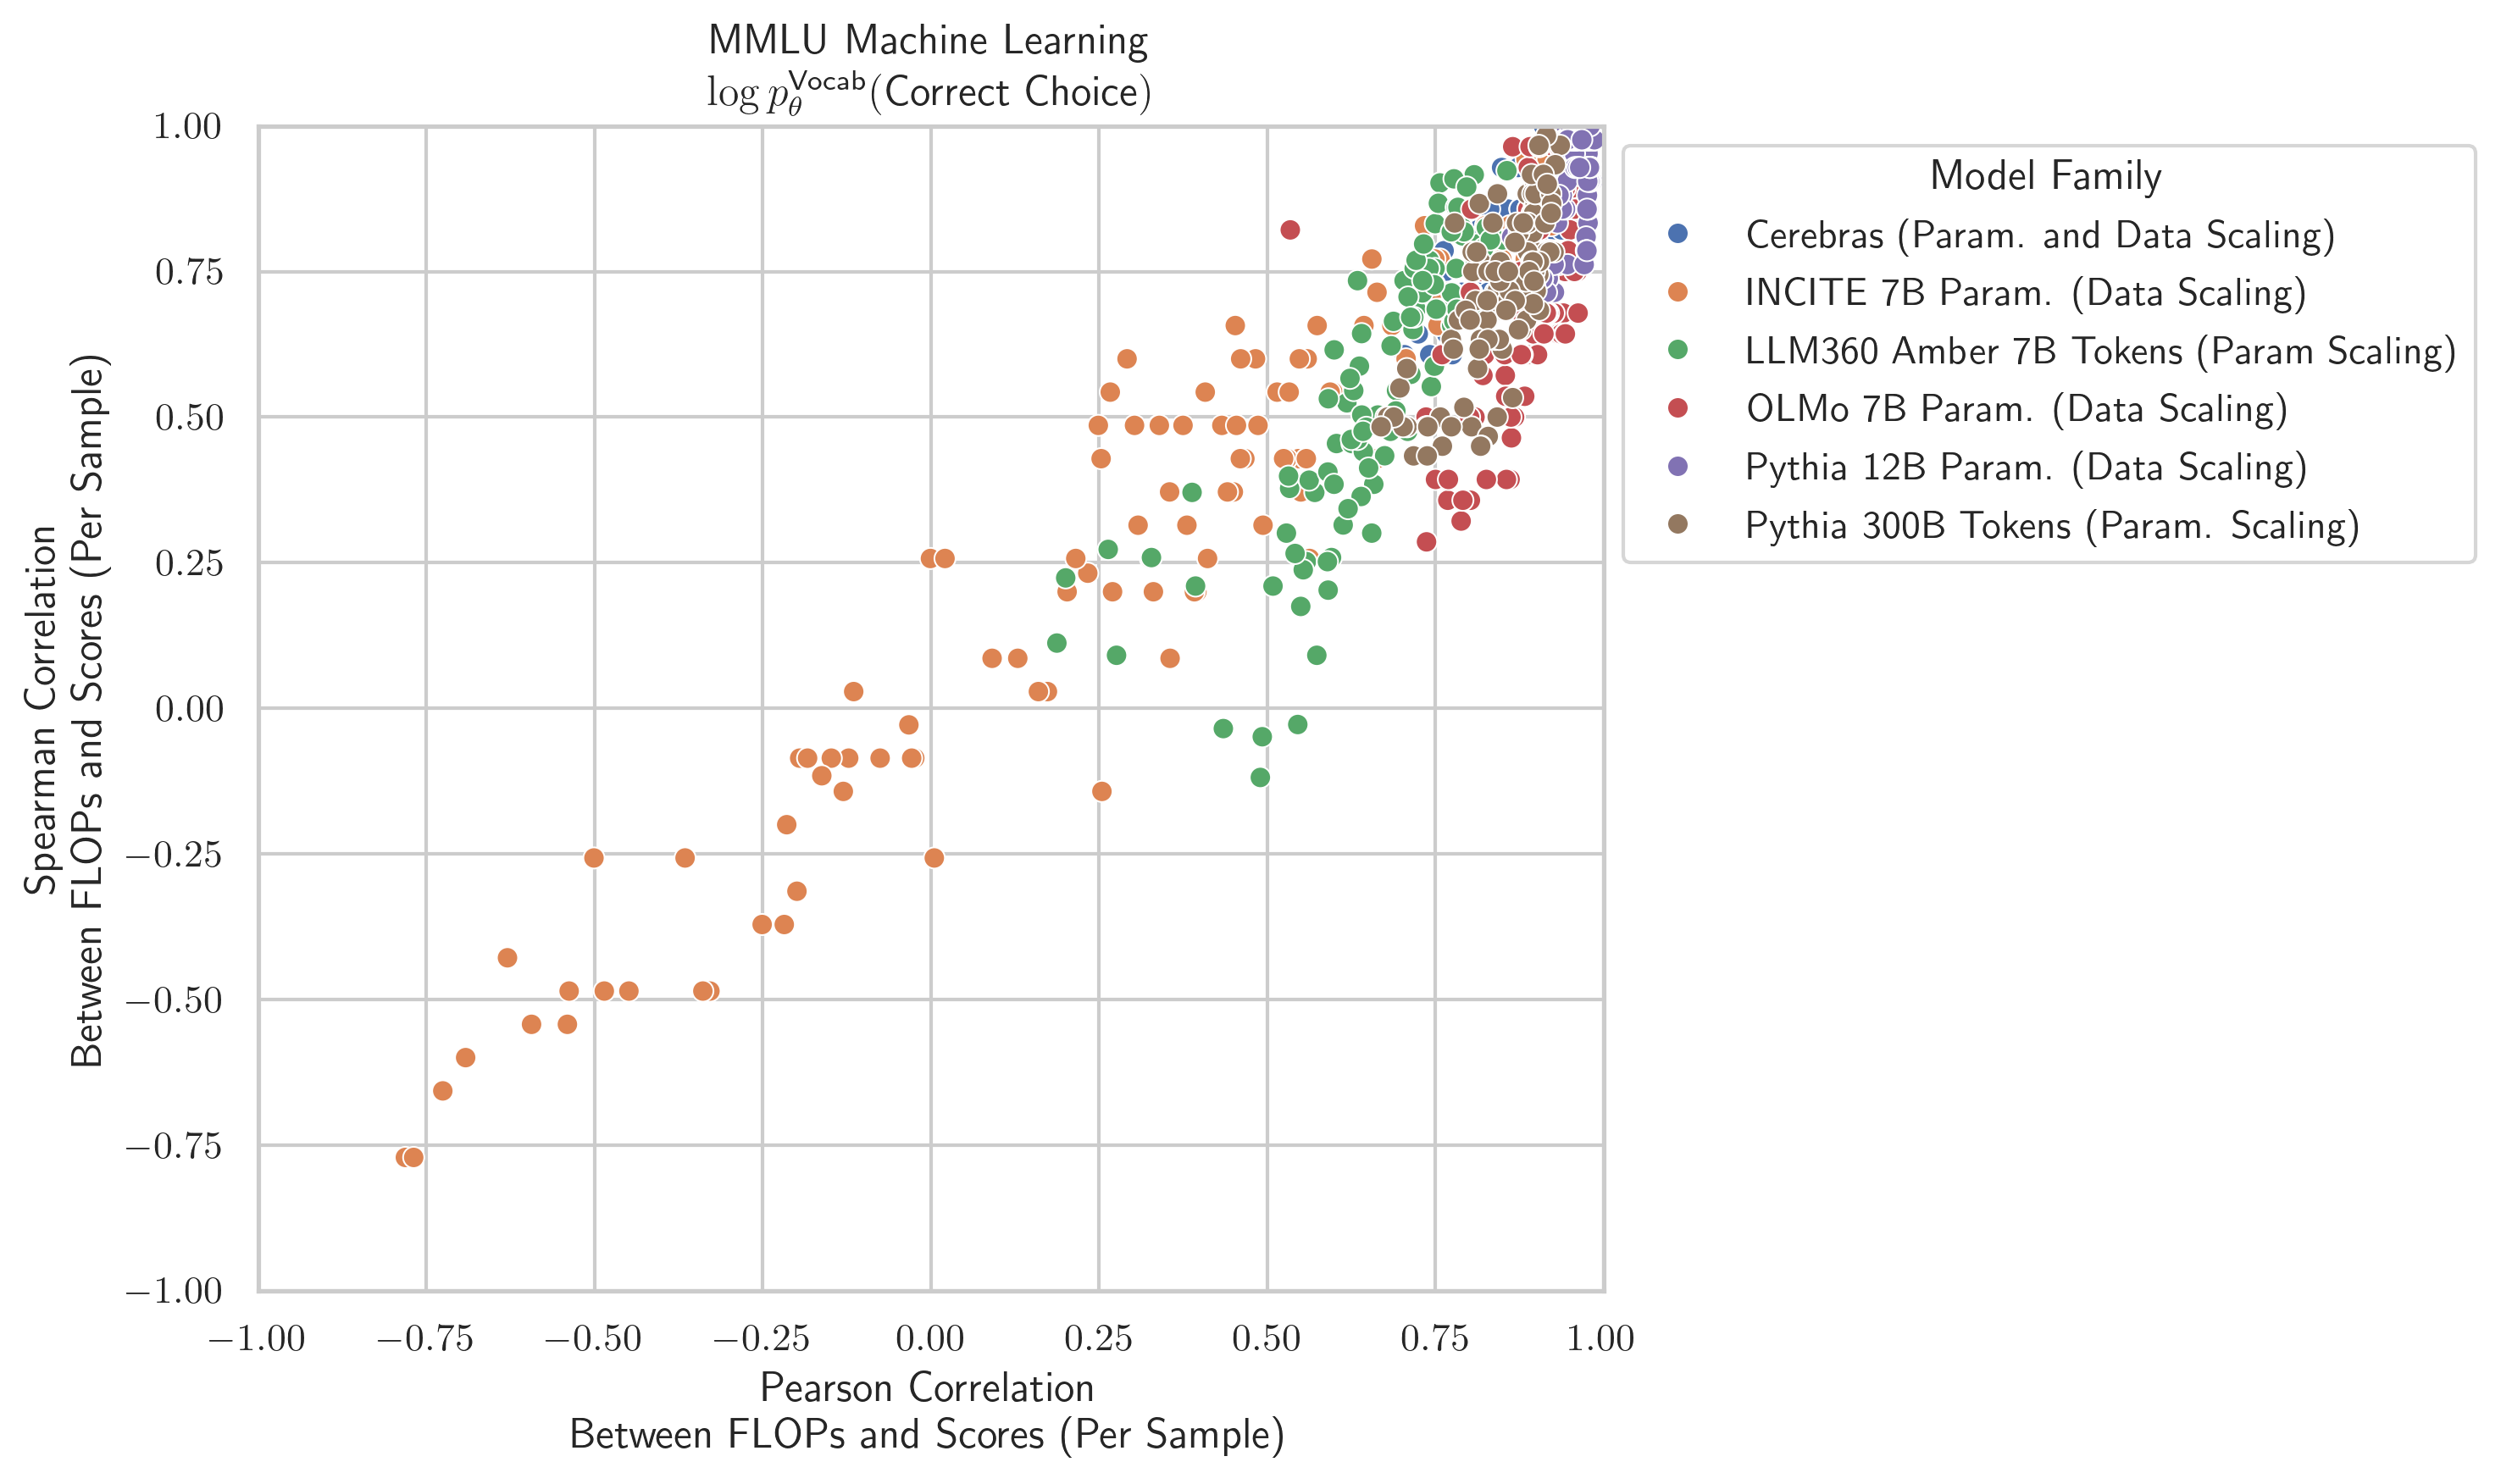 MMLU Machine Learning
log p_θ^Vocab(Correct Choice)
Spearman Correlation
Between FLOPs and Scores (Per Sample)
1.00
0.75
0.50
0.25
0.00
−0.25
−0.50
−0.75
−1.00
−1.00 −0.75 −0.50 −0.25 0.00 0.25 0.50 0.75 1.00
Pearson Correlation
Between FLOPs and Scores (Per Sample)
Model Family
Cerebras (Param. and Data Scaling)
INCITE 7B Param. (Data Scaling)
LLM360 Amber 7B Tokens (Param Scaling)
OLMo 7B Param. (Data Scaling)
Pythia 12B Param. (Data Scaling)
Pythia 300B Tokens (Param. Scaling)